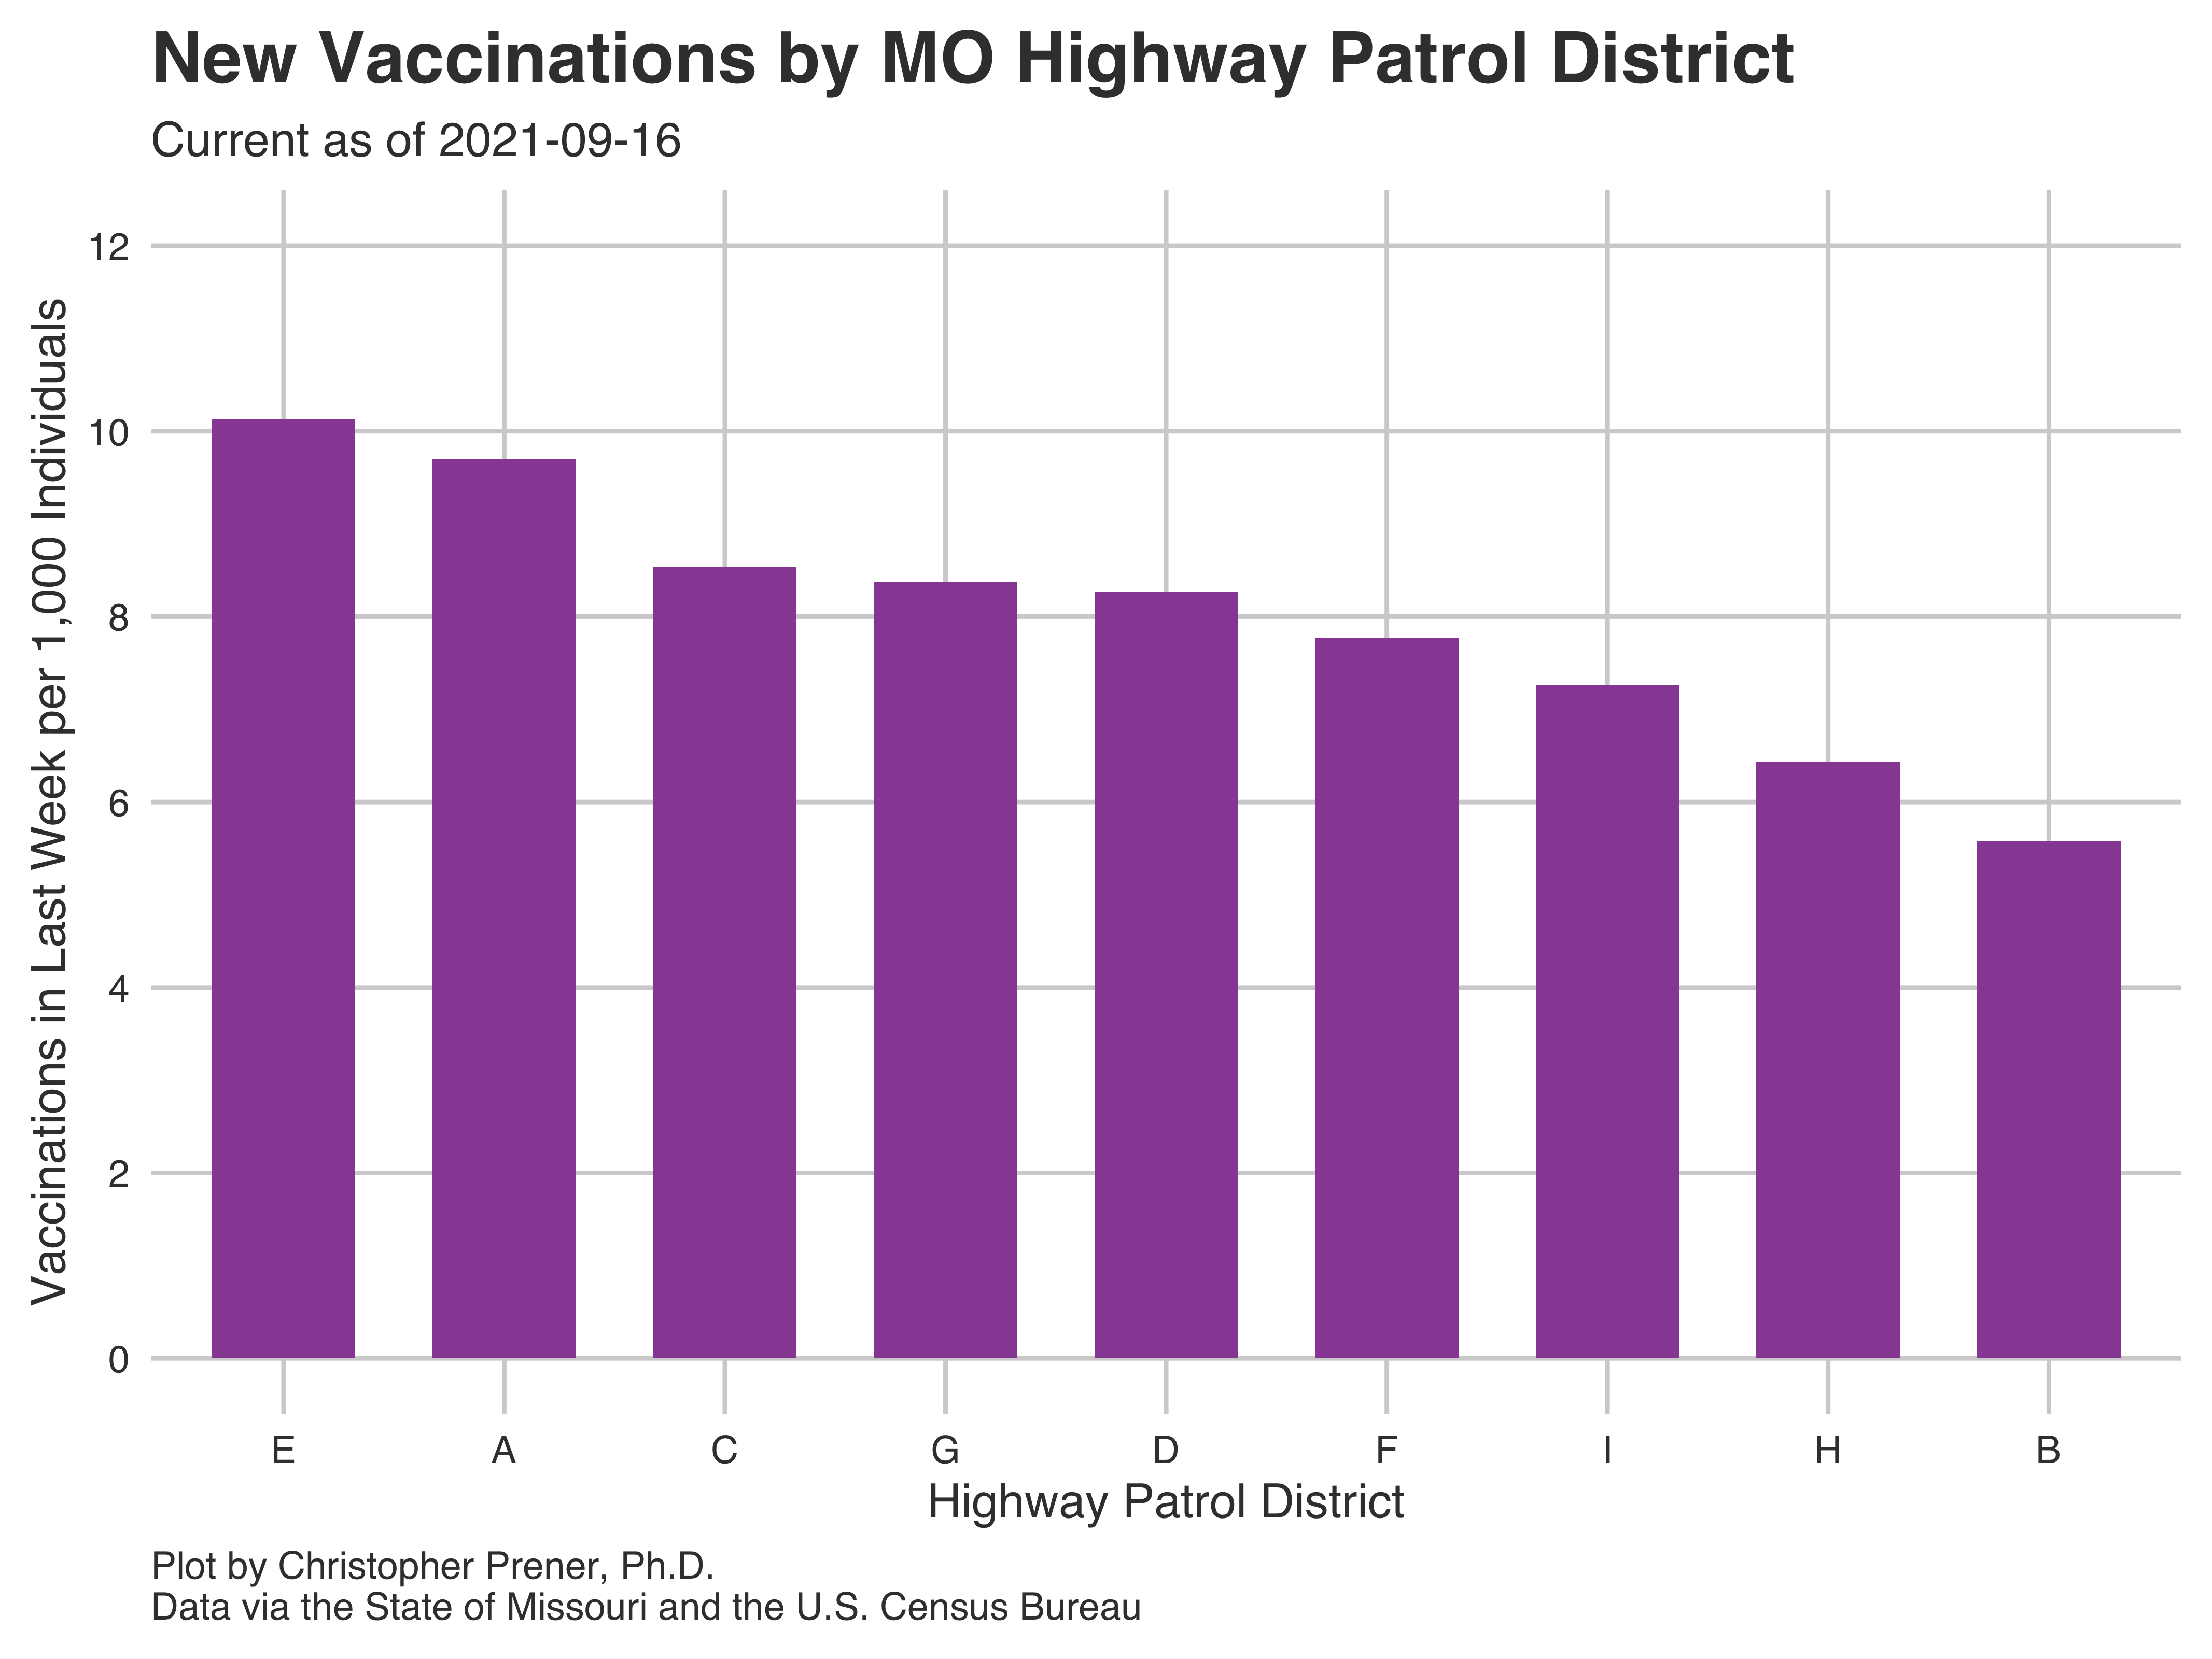 New Vaccinations by MO Highway Patrol District
Current as of 2021-09-16
Vaccinations in Last Week per 1,000 Individuals
12
10
8
6
4
2
0
E A C G D F I H B
Highway Patrol District
Plot by Christopher Prener, Ph.D.
Data via the State of Missouri and the U.S. Census Bureau